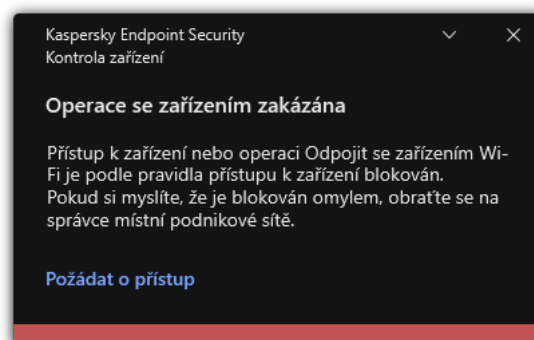 Kaspersky Endpoint Security
Kontrola zařízení
Operace se zařízením zakázána
Přístup k zařízení nebo operaci Odpojit se zařízením Wi-
Fi je podle pravidla přístupu k zařízení blokován.
Pokud si myslíte, že je blokován omylem, obraťte se na
správce místní podnikové sítě.
Požádat o přístup